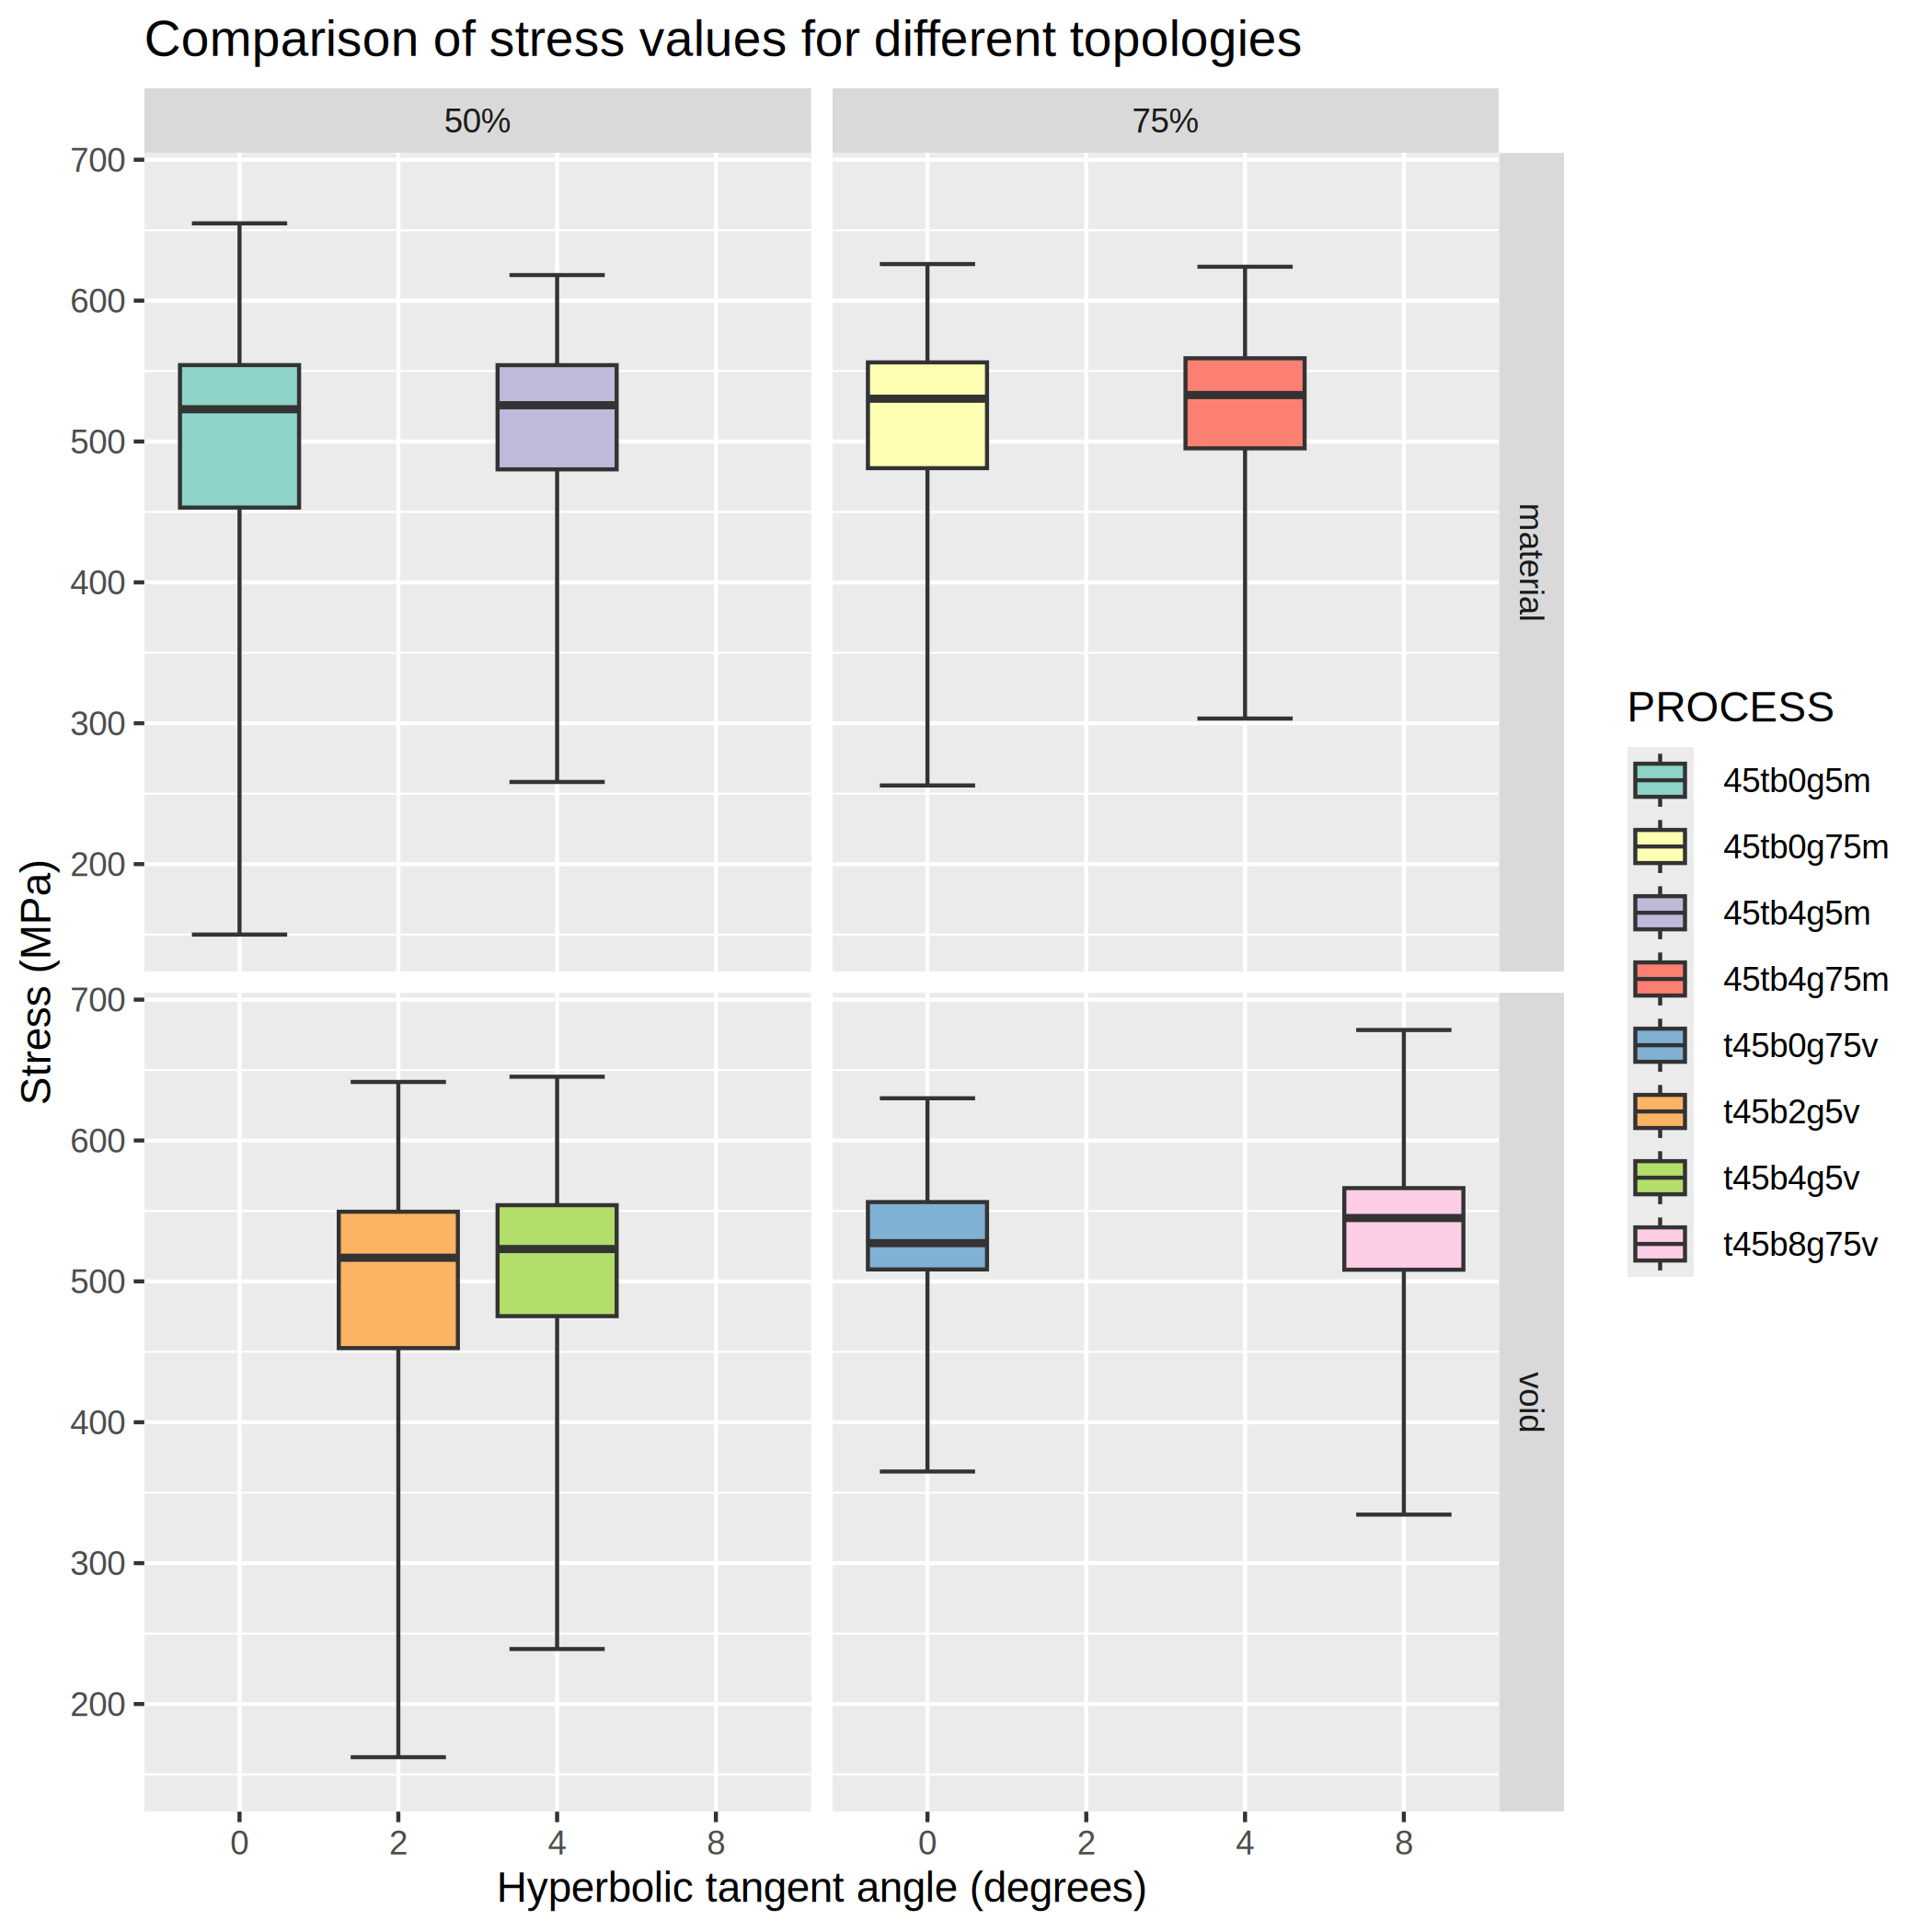 Comparison of stress values for different topologies
50%
75%
700
600
500
400
300
200
material
Stress (MPa)
700
600
500
400
300
200
void
0
2
4
8
0
2
4
8
Hyperbolic tangent angle (degrees)
PROCESS
45tb0g5m
45tb0g75m
45tb4g5m
45tb4g75m
t45b0g75v
t45b2g5v
t45b4g5v
t45b8g75v